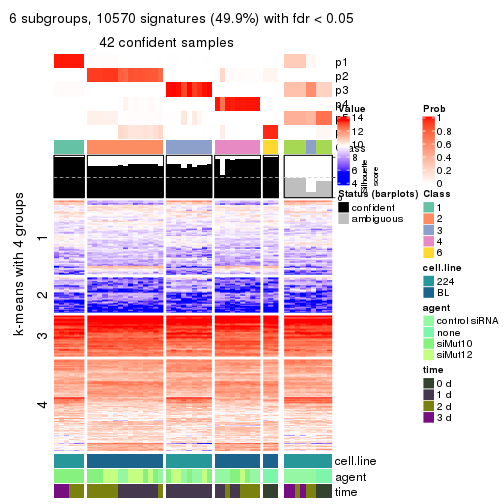 6 subgroups, 10570 signatures (49.9%) with fdr < 0.05
42 confident samples
p1
p2
p3
p4
Value
14
12
10
8
6
4
Silhouette
score
Prob
1
0.8
0.6
0.4
0.2
0
Status (barplots)
confident
ambiguous
Class
1
2
3
4
6
cell.line
224
BL
agent
control siRNA
none
siMut10
siMut12
time
0 d
1 d
2 d
3 d
k-means with 4 groups
1
2
3
4
cell.line
agent
time